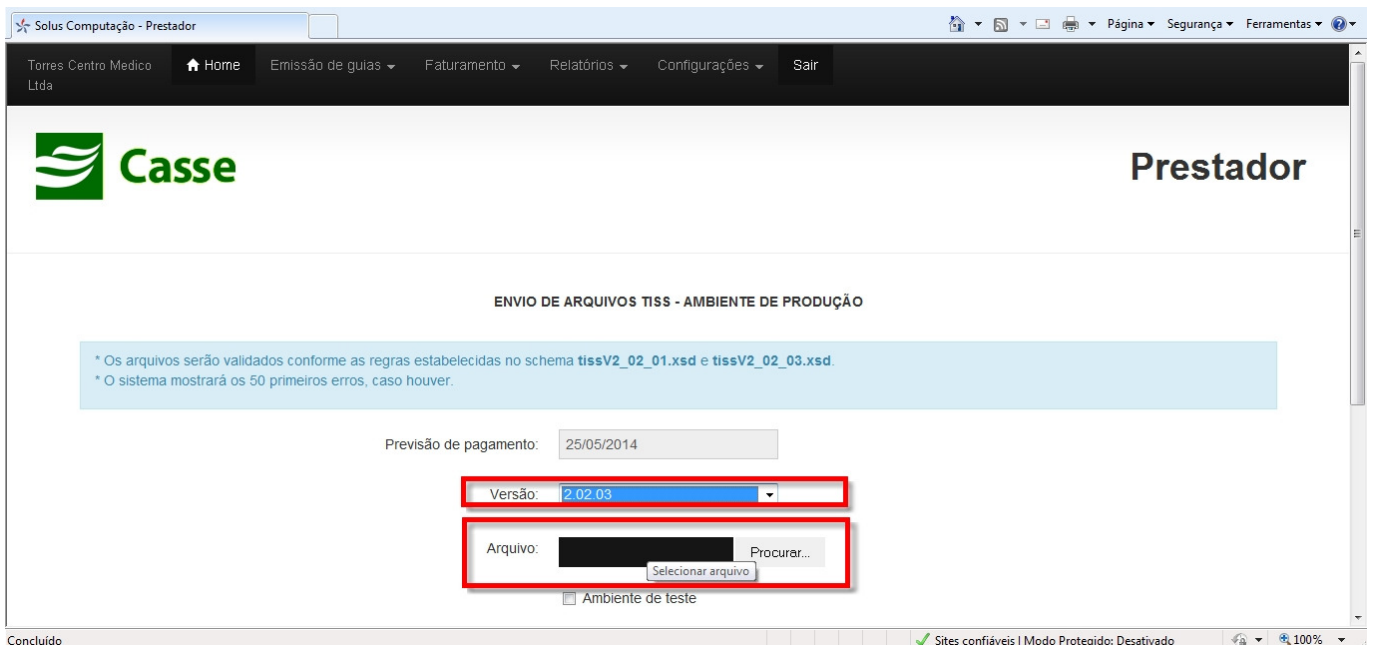 Solus Computação - Prestador
Página Segurança Ferramentas
Torres Centro Medico Ltda
Home Emissão de guias Faturamento Relatórios Configurações Sair
Casse
Prestador
ENVIO DE ARQUIVOS TISS - AMBIENTE DE PRODUÇÃO
* Os arquivos serão validados conforme as regras estabelecidas no schema tissV2_02_01.xsd e tissV2_02_03.xsd.
* O sistema mostrará os 50 primeiros erros, caso houver.
Previsão de pagamento: 25/05/2014
Versão: 2.02.03
Arquivo: Procurar...
Selecionar arquivo
Ambiente de teste
Concluído Sites confiáveis | Modo Protegido: Desativado 100%